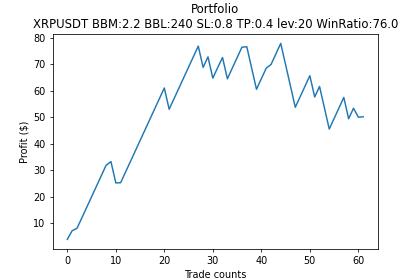 Portfolio
XRPUSDT BBM:2.2 BBL:240 SL:0.8 TP:0.4 lev:20 WinRatio:76.0
80
70
60
50
40
30
20
10
Profit ($)
0 10 20 30 40 50 60
Trade counts